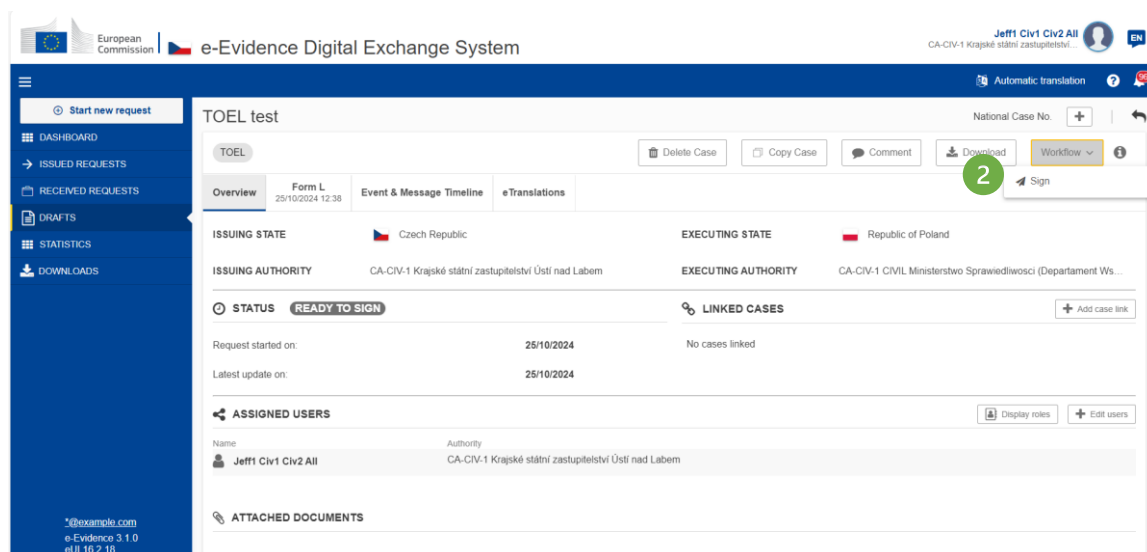 European
Commission
e-Evidence Digital Exchange System
Jeff1 Civ1 Civ2 All
CA-CIV-1 Krajské státní zastupitelství...
EN
Automatic translation
96
Start new request
TOEL test
National Case No.
DASHBOARD
TOEL
Delete Case
Copy Case
Comment
Download
Workflow
ISSUED REQUESTS
2
Sign
RECEIVED REQUESTS
Overview
Form L
25/10/2024 12:38
Event & Message Timeline
eTranslations
DRAFTS
STATISTICS
DOWNLOADS
ISSUING STATE
Czech Republic
EXECUTING STATE
Republic of Poland
ISSUING AUTHORITY
CA-CIV-1 Krajské státní zastupitelství Ústí nad Labem
EXECUTING AUTHORITY
CA-CIV-1 CIVIL Ministerstwo Sprawiedliwosci (Departament Ws...
STATUS
READY TO SIGN
LINKED CASES
Add case link
Request started on:
25/10/2024
No cases linked
Latest update on:
25/10/2024
ASSIGNED USERS
Display roles
Edit users
Name
Authority
Jeff1 Civ1 Civ2 All
CA-CIV-1 Krajské státní zastupitelství Ústí nad Labem
ATTACHED DOCUMENTS
*@example.com
e-Evidence 3.1.0
eUI 16.2.18